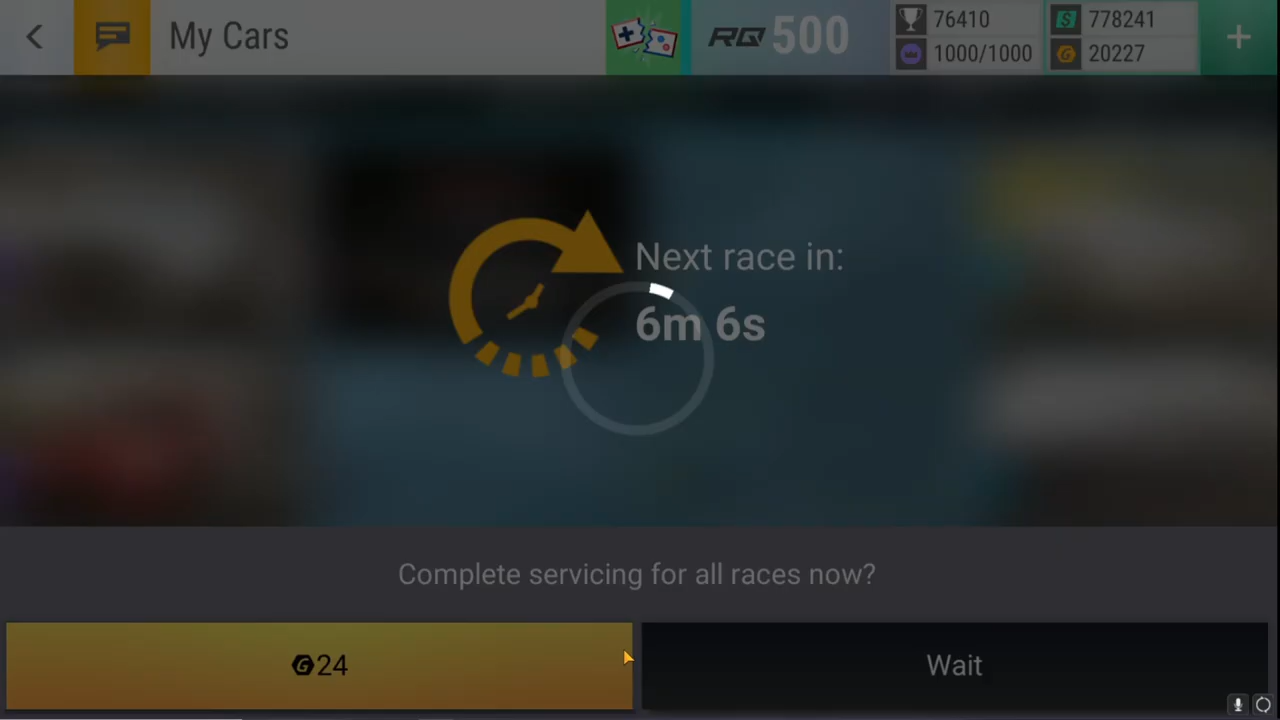 My Cars
RQ 500
76410
1000/1000
778241
20227
+
Next race in:
6m 6s
Complete servicing for all races now?
G 24
Wait